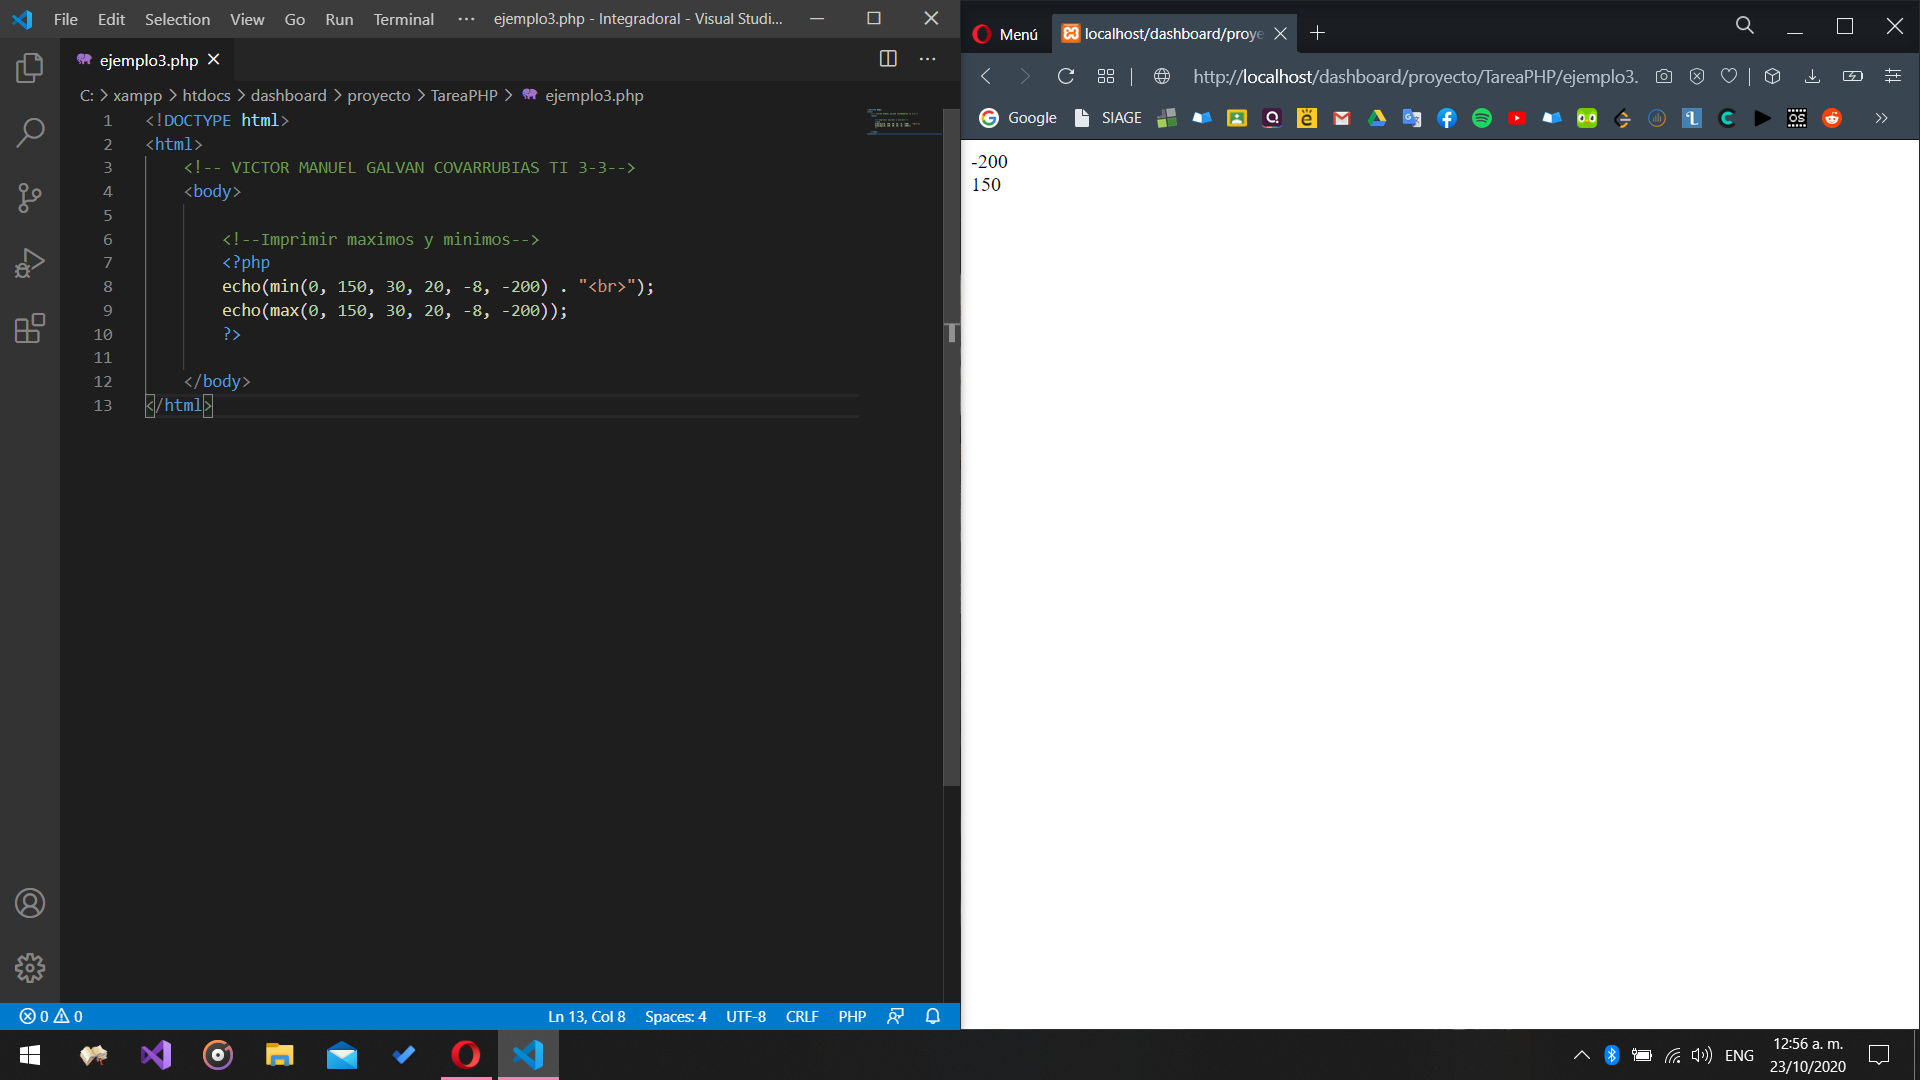 File Edit Selection View Go Run Terminal ··· ejemplo3.php - Integradoral - Visual Studi...
ejemplo3.php
C: > xampp > htdocs > dashboard > proyecto > TareaPHP > ejemplo3.php
1 <!DOCTYPE html>
2 <html>
3 <!-- VICTOR MANUEL GALVAN COVARRUBIAS TI 3-3-->
4 <body>
5
6 <!--Imprimir maximos y minimos-->
7 <?php
8 echo(min(0, 150, 30, 20, -8, -200) . "<br>");
9 echo(max(0, 150, 30, 20, -8, -200));
10 ?>
11
12 </body>
13 </html>
0 0 Ln 13, Col 8 Spaces: 4 UTF-8 CRLF PHP
Menú localhost/dashboard/proye
http://localhost/dashboard/proyecto/TareaPHP/ejemplo3.
Google SIAGE
-200
150
ENG 12:56 a. m.
23/10/2020